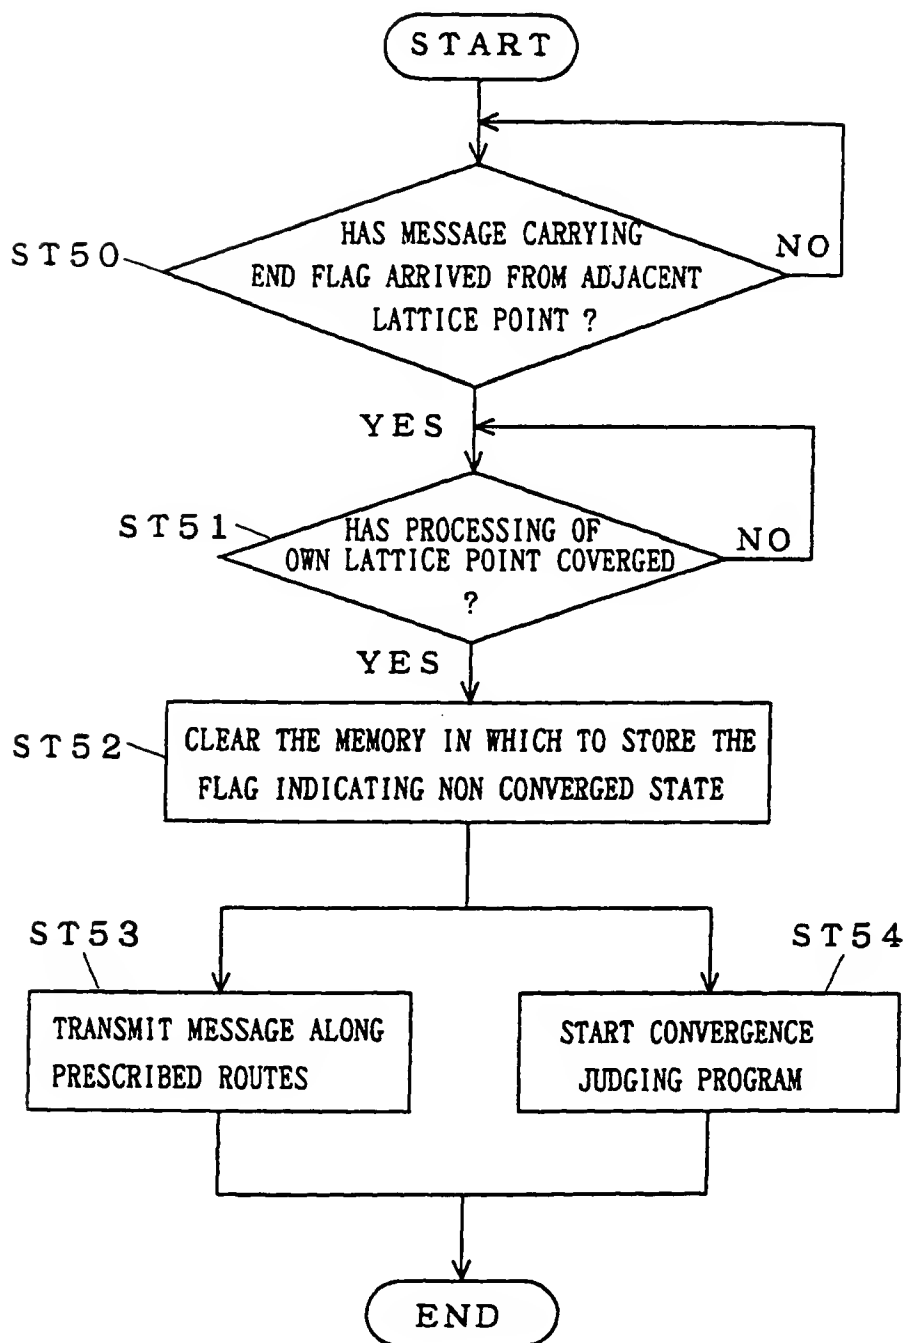 START
HAS MESSAGE CARRYING
END FLAG ARRIVED FROM ADJACENT
LATTICE POINT ?
ST50
NO
YES
HAS PROCESSING OF
OWN LATTICE POINT COVERGED
?
ST51
NO
YES
CLEAR THE MEMORY IN WHICH TO STORE THE
FLAG INDICATING NON CONVERGED STATE
ST52
ST53
ST54
TRANSMIT MESSAGE ALONG
PRESCRIBED ROUTES
START CONVERGENCE
JUDGING PROGRAM
END